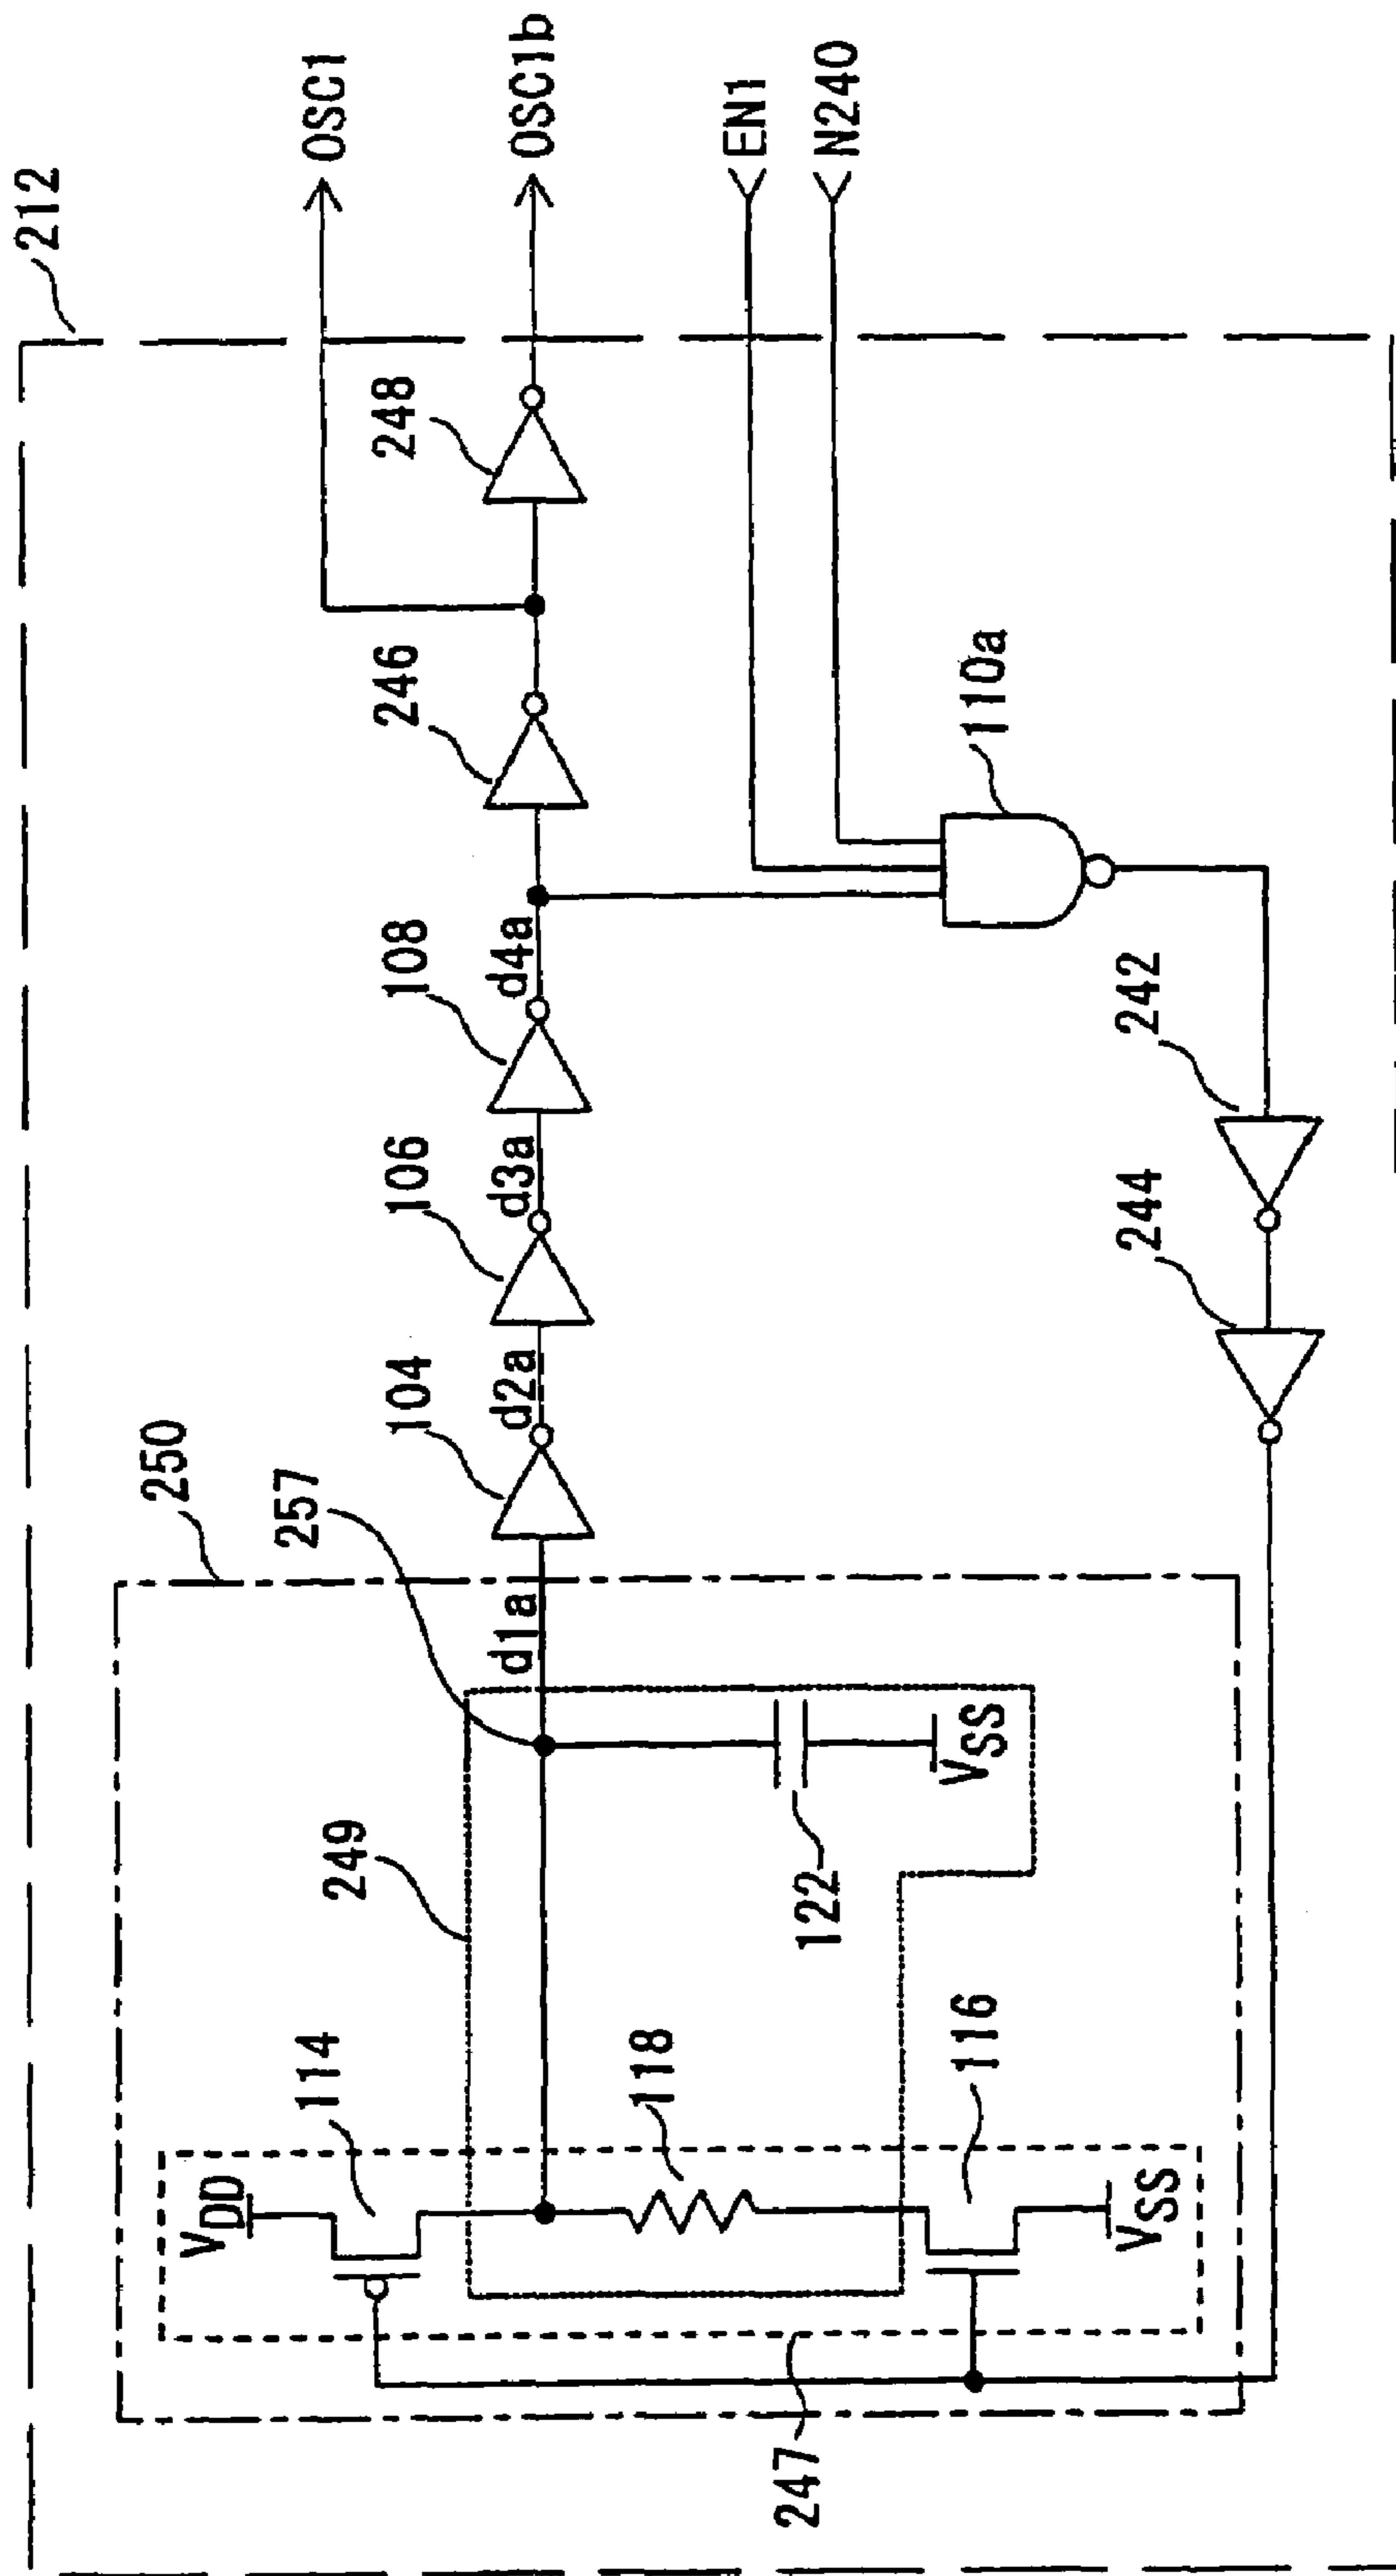 212
OSC1
OSC1b
EN1
N240
248
246
110a
108
d4a
106
d3a
104
d2a
242
244
250
257
d1a
249
122
VSS
114
VDD
118
116
VSS
247